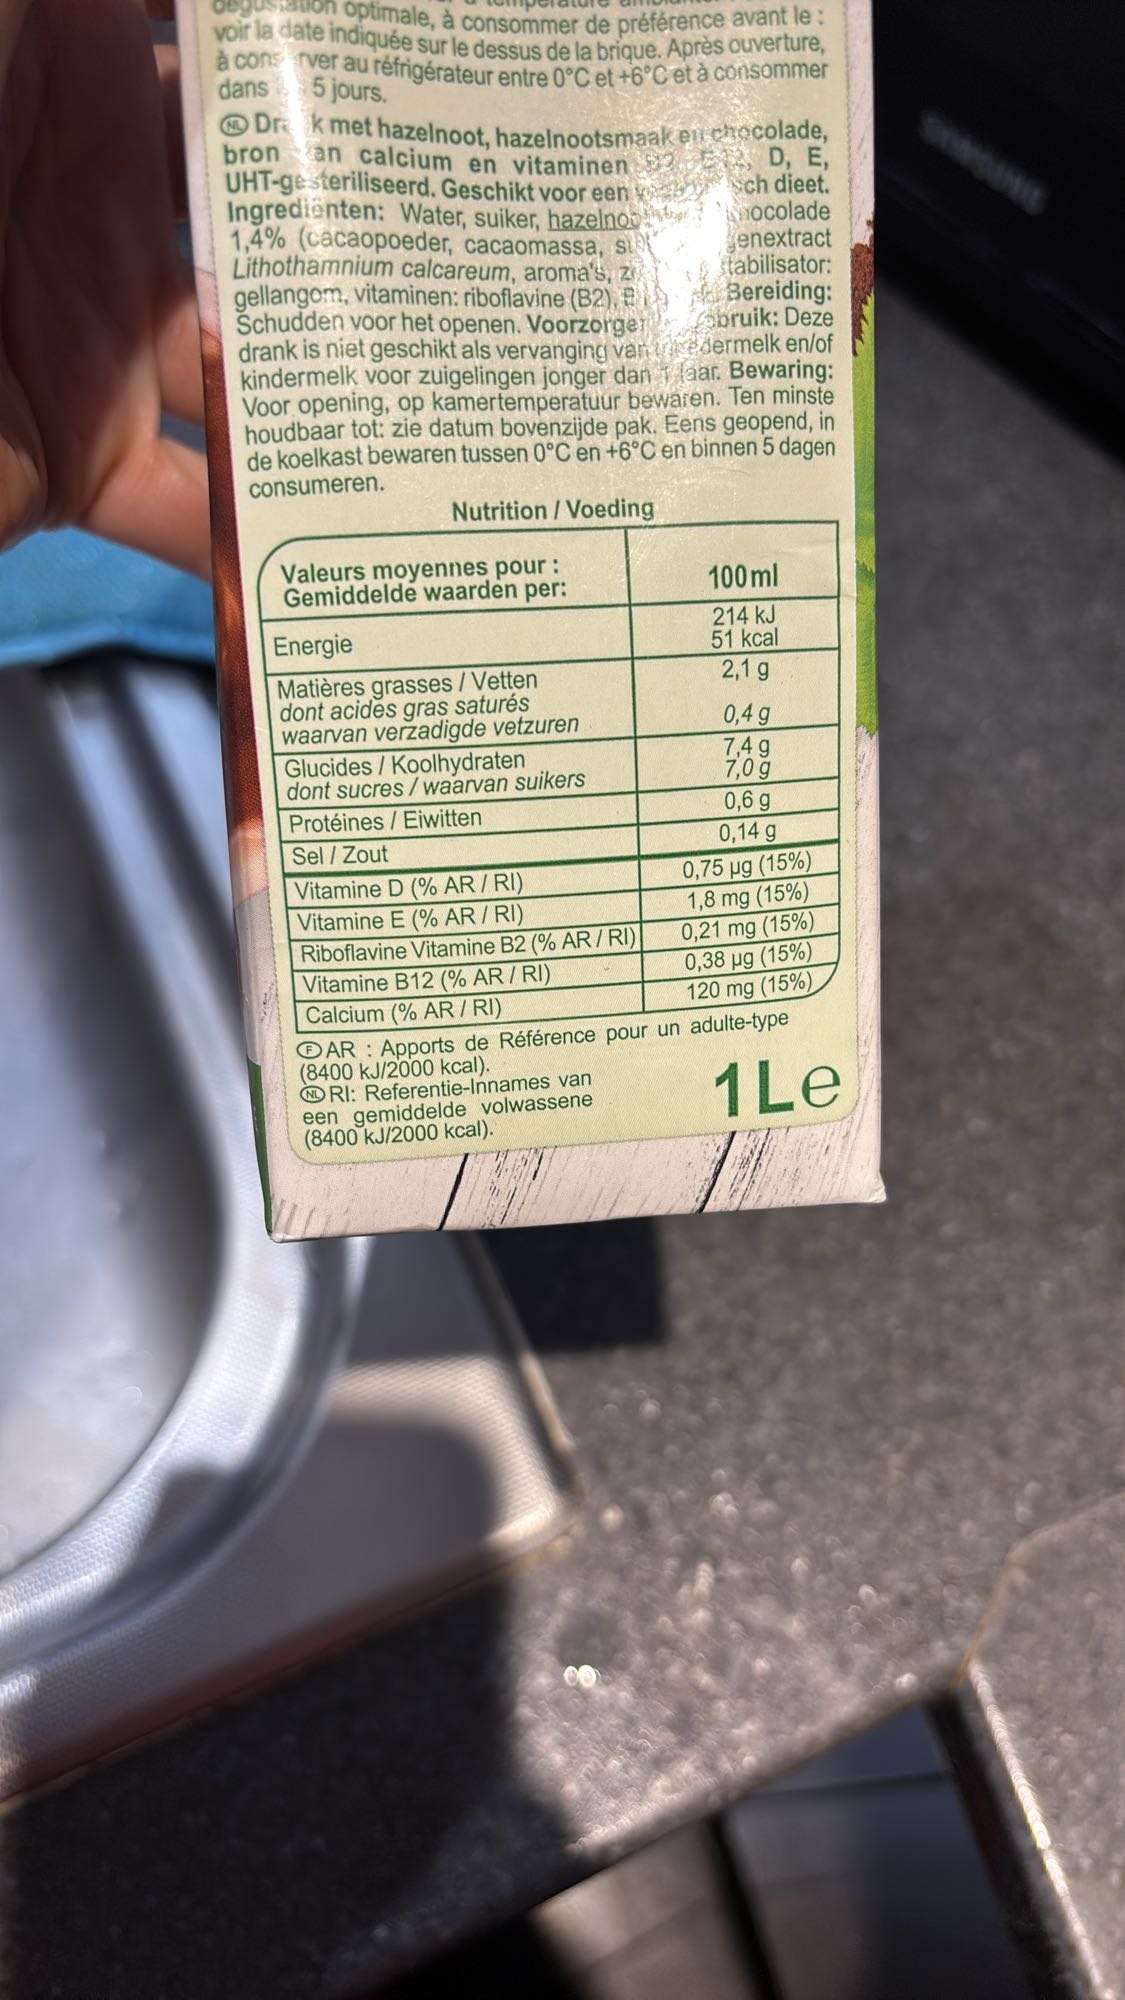 dégustation optimale, à consommer de préférence avant le :
voir la date indiquée sur le dessus de la brique. Après ouverture,
à conserver au réfrigérateur entre 0°C et +6°C et à consommer
dans 5 jours.
NL Drank met hazelnoot, hazelnootsmaak en chocolade,
bron van calcium en vitaminen D, E,
UHT-gesteriliseerd. Geschikt voor een dieet.
Ingrediënten: Water, suiker,
1,4% (cacaopoeder, cacaomassa,
Lithothamnium calcareum, aroma's, stabilisator:
gellangom, vitaminen: riboflavine (B2), Bereiding:
Schudden voor het openen. Deze
drank is niet geschikt als vervanging van moedermelk en/of
kindermelk voor zuigelingen jonger dan 1 jaar. Bewaring:
Voor opening, op kamertemperatuur bewaren. Ten minste
houdbaar tot: zie datum bovenzijde pak. Eens geopend, in
de koelkast bewaren tussen 0°C en +6°C en binnen 5 dagen
consumeren.
Nutrition / Voeding
Valeurs moyennes pour :
Gemiddelde waarden per:
100 ml
Energie
214 kJ
51 kcal
Matières grasses / Vetten
2,1 g
dont acides gras saturés
waarvan verzadigde vetzuren
0,4 g
Glucides / Koolhydraten
7,4 g
dont sucres / waarvan suikers
7,0 g
Protéines / Eiwitten
0,6 g
Sel / Zout
0,14 g
Vitamine D (% AR / RI)
0,75 µg (15%)
Vitamine E (% AR / RI)
1,8 mg (15%)
Riboflavine Vitamine B2 (% AR / RI)
0,21 mg (15%)
Vitamine B12 (% AR / RI)
0,38 µg (15%)
Calcium (% AR / RI)
120 mg (15%)
F AR : Apports de Référence pour un adulte-type
(8400 kJ/2000 kcal).
NL RI: Referentie-Innames van
een gemiddelde volwassene
(8400 kJ/2000 kcal).
1Le
SAMSUNG